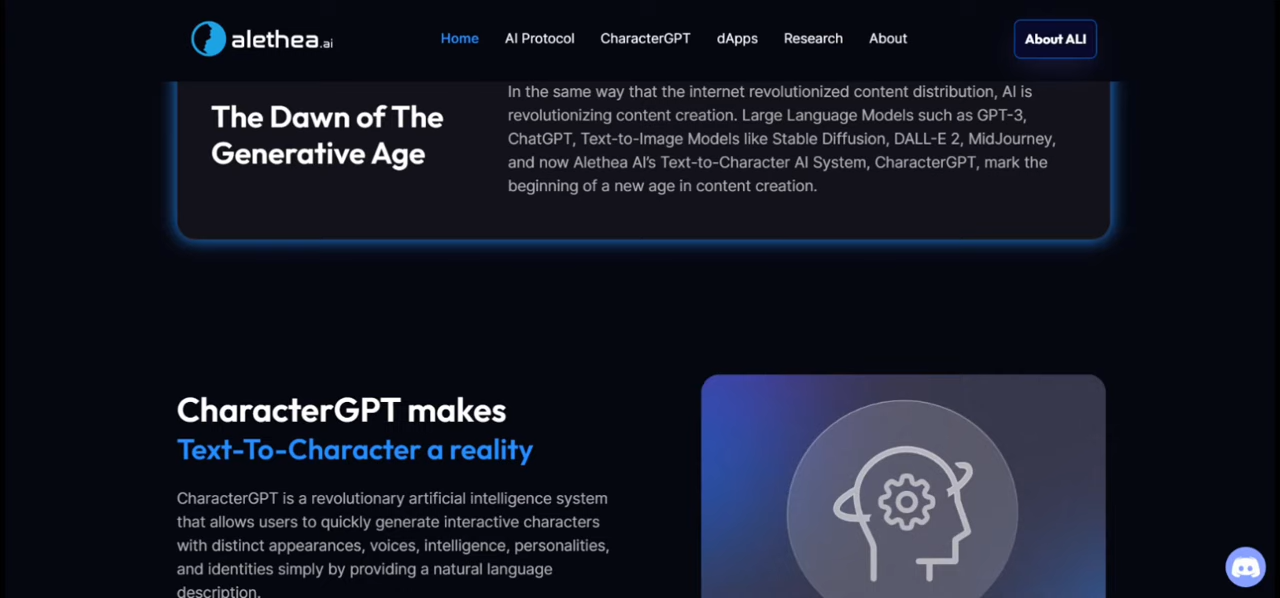 alethea.ai
Home
AI Protocol
CharacterGPT
dApps
Research
About
About ALI
The Dawn of The
Generative Age
In the same way that the internet revolutionized content distribution, AI is
revolutionizing content creation. Large Language Models such as GPT-3,
ChatGPT, Text-to-Image Models like Stable Diffusion, DALL-E 2, MidJourney,
and now Alethea AI’s Text-to-Character AI System, CharacterGPT, mark the
beginning of a new age in content creation.
CharacterGPT makes
Text-To-Character a reality
CharacterGPT is a revolutionary artificial intelligence system
that allows users to quickly generate interactive characters
with distinct appearances, voices, intelligence, personalities,
and identities simply by providing a natural language
description.